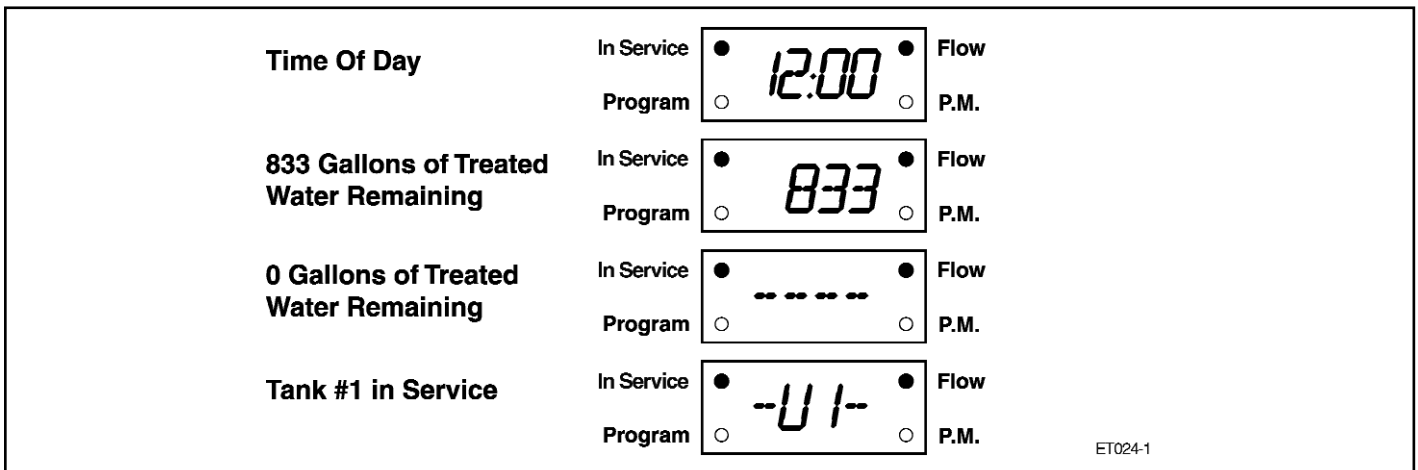 Time Of Day
In Service
12:00
Flow
Program
P.M.
833 Gallons of Treated
Water Remaining
In Service
833
Flow
Program
P.M.
0 Gallons of Treated
Water Remaining
In Service
----
Flow
Program
P.M.
Tank #1 in Service
In Service
-U1-
Flow
Program
P.M.
ET024-1